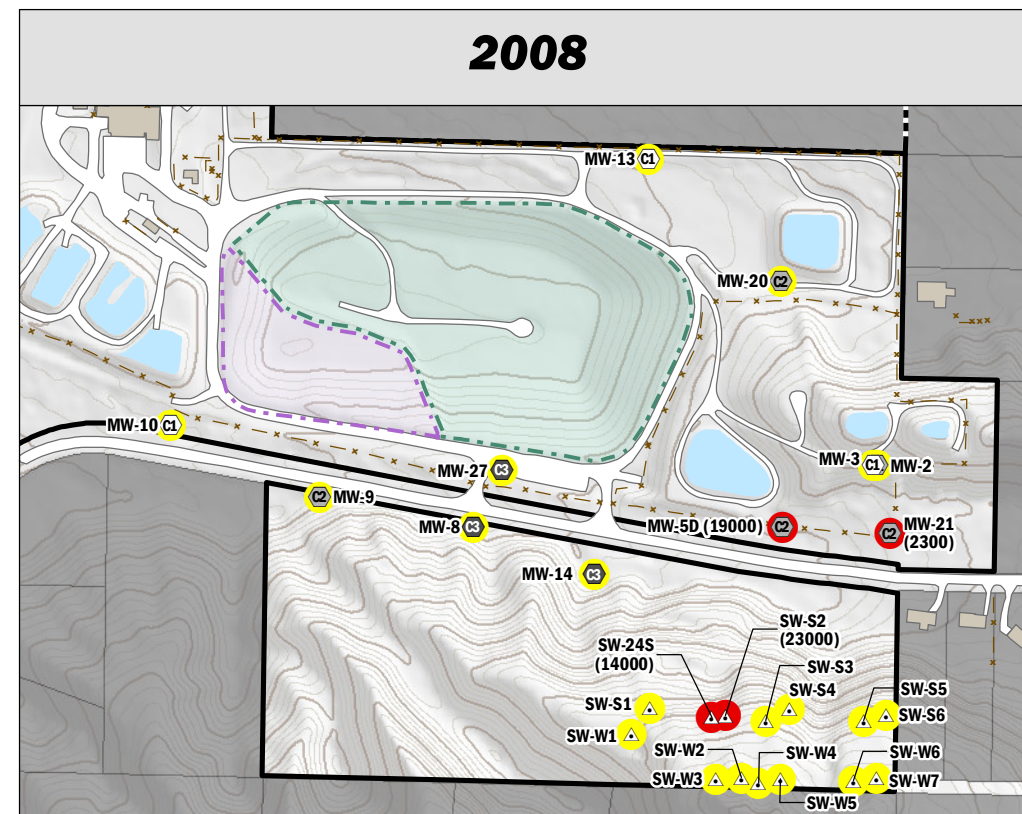 2008
MW-13
C1
MW-20
C2
MW-10
C1
MW-3
C1
MW-2
MW-27
C3
C2
MW-9
MW-8
C3
MW-5D (19000)
C2
C2
MW-21
(2300)
MW-14
C3
SW-S2
(23000)
SW-24S
(14000)
SW-S3
SW-S4
SW-S5
SW-S1
SW-S6
SW-W1
SW-W2
SW-W4
SW-W6
SW-W3
SW-W7
SW-W5